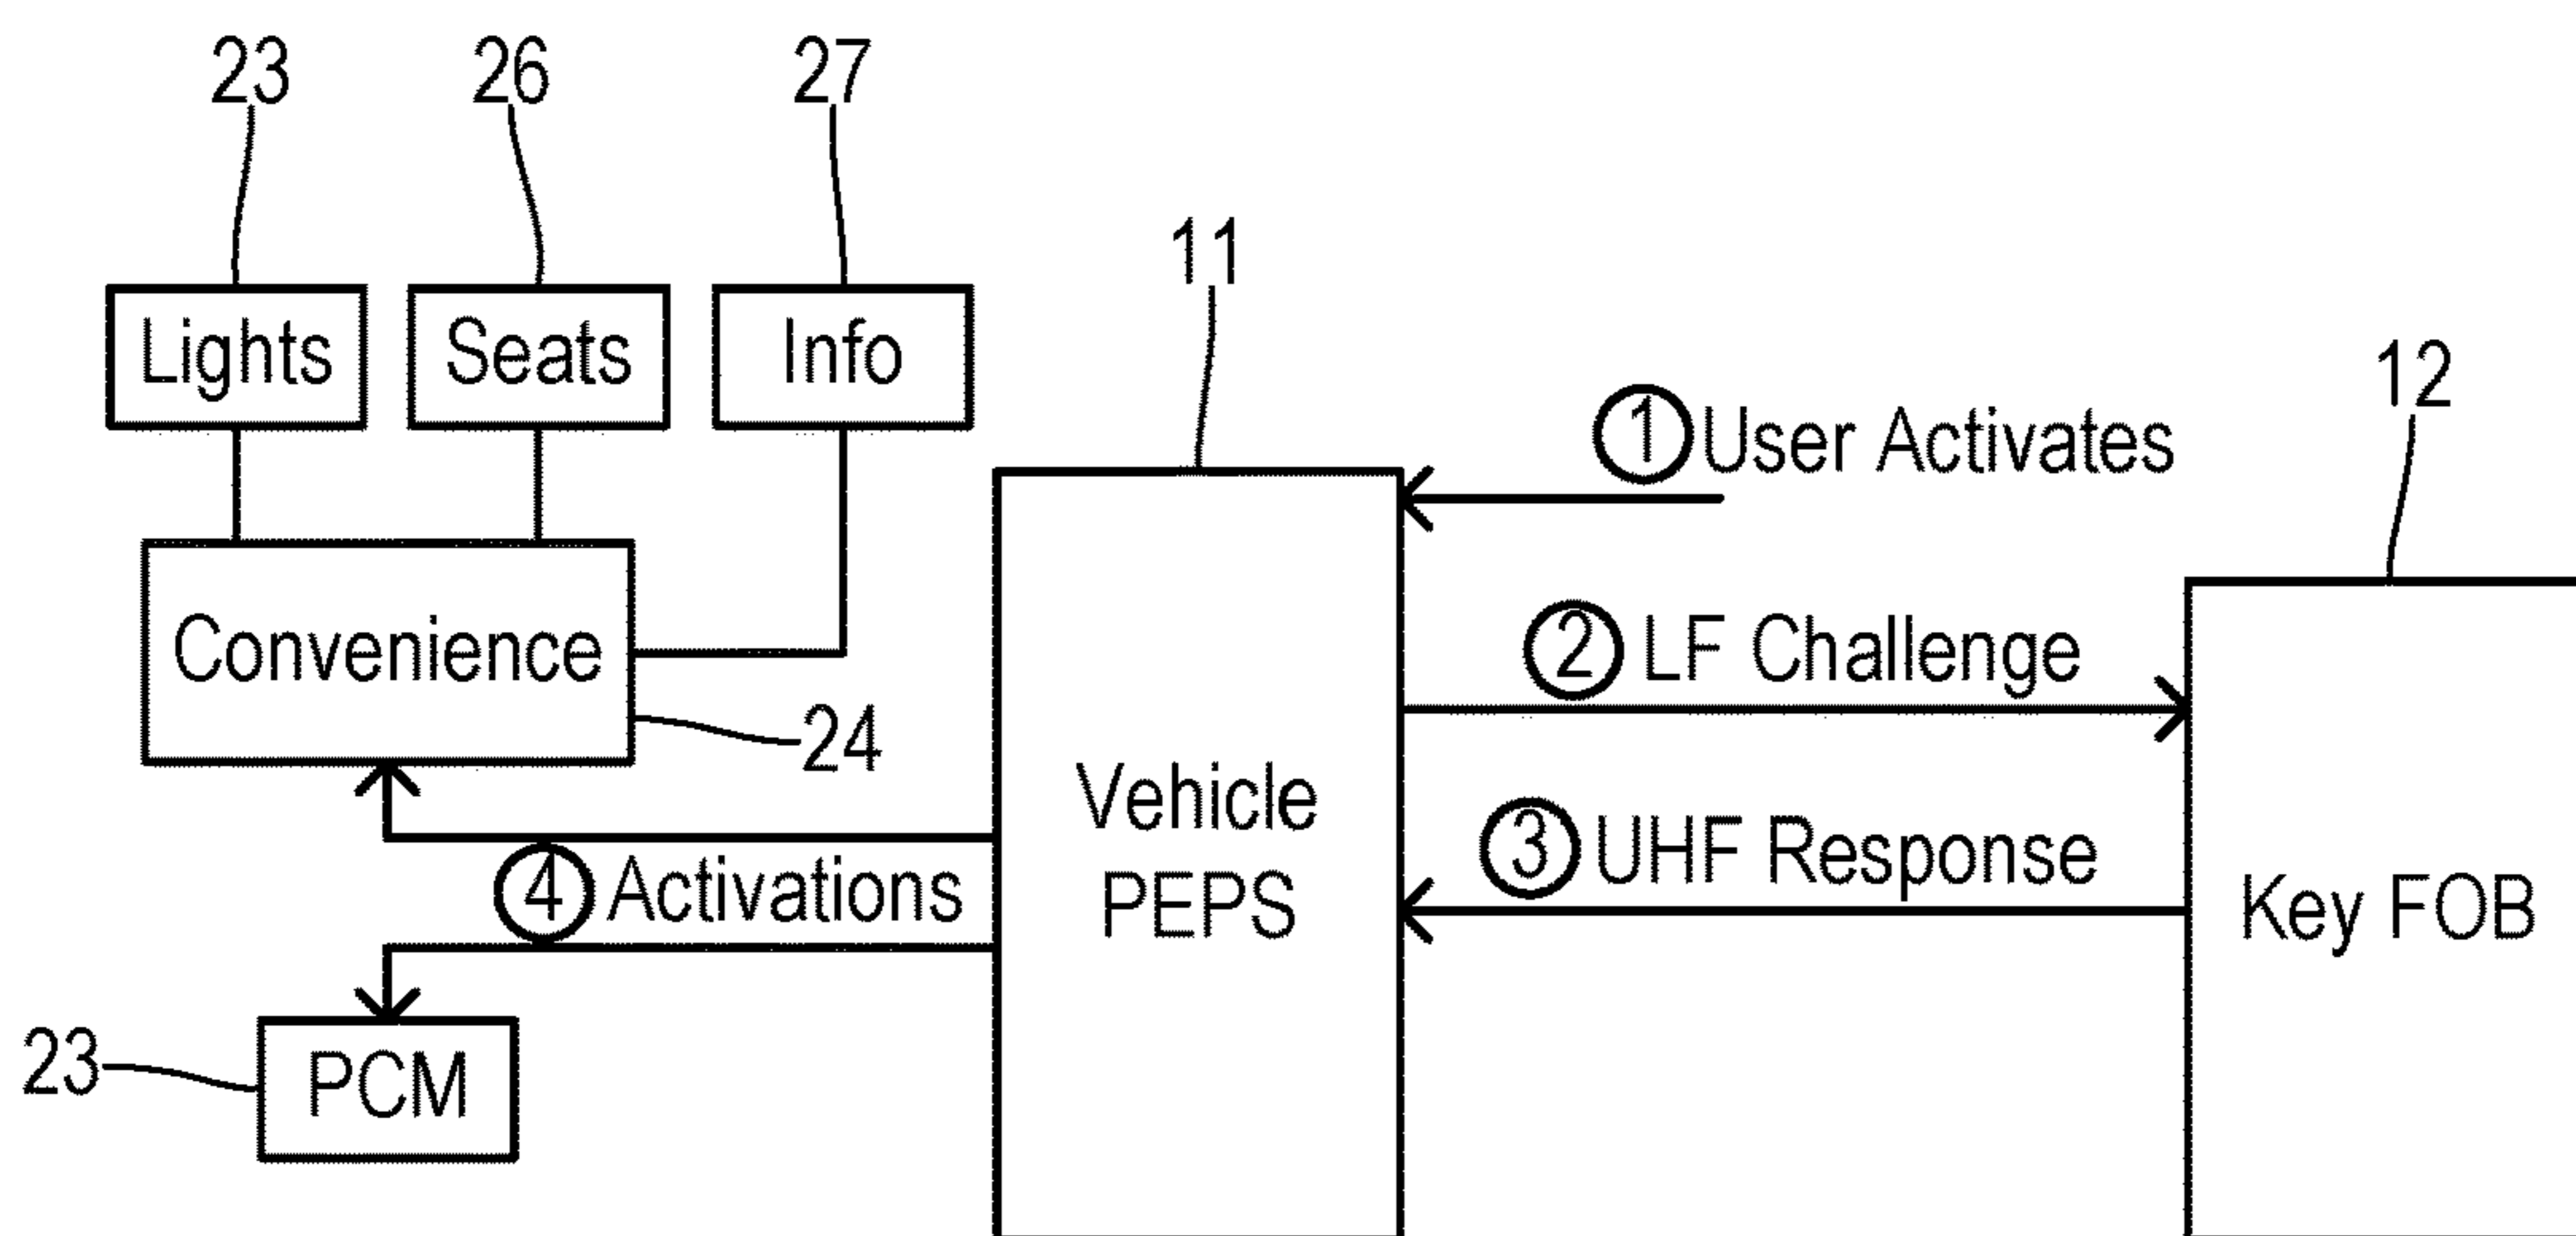 23
26
27
Lights
Seats
Info
11
12
① User Activates
Convenience
② LF Challenge
24
Vehicle
PEPS
③ UHF Response
④ Activations
Key FOB
23
PCM